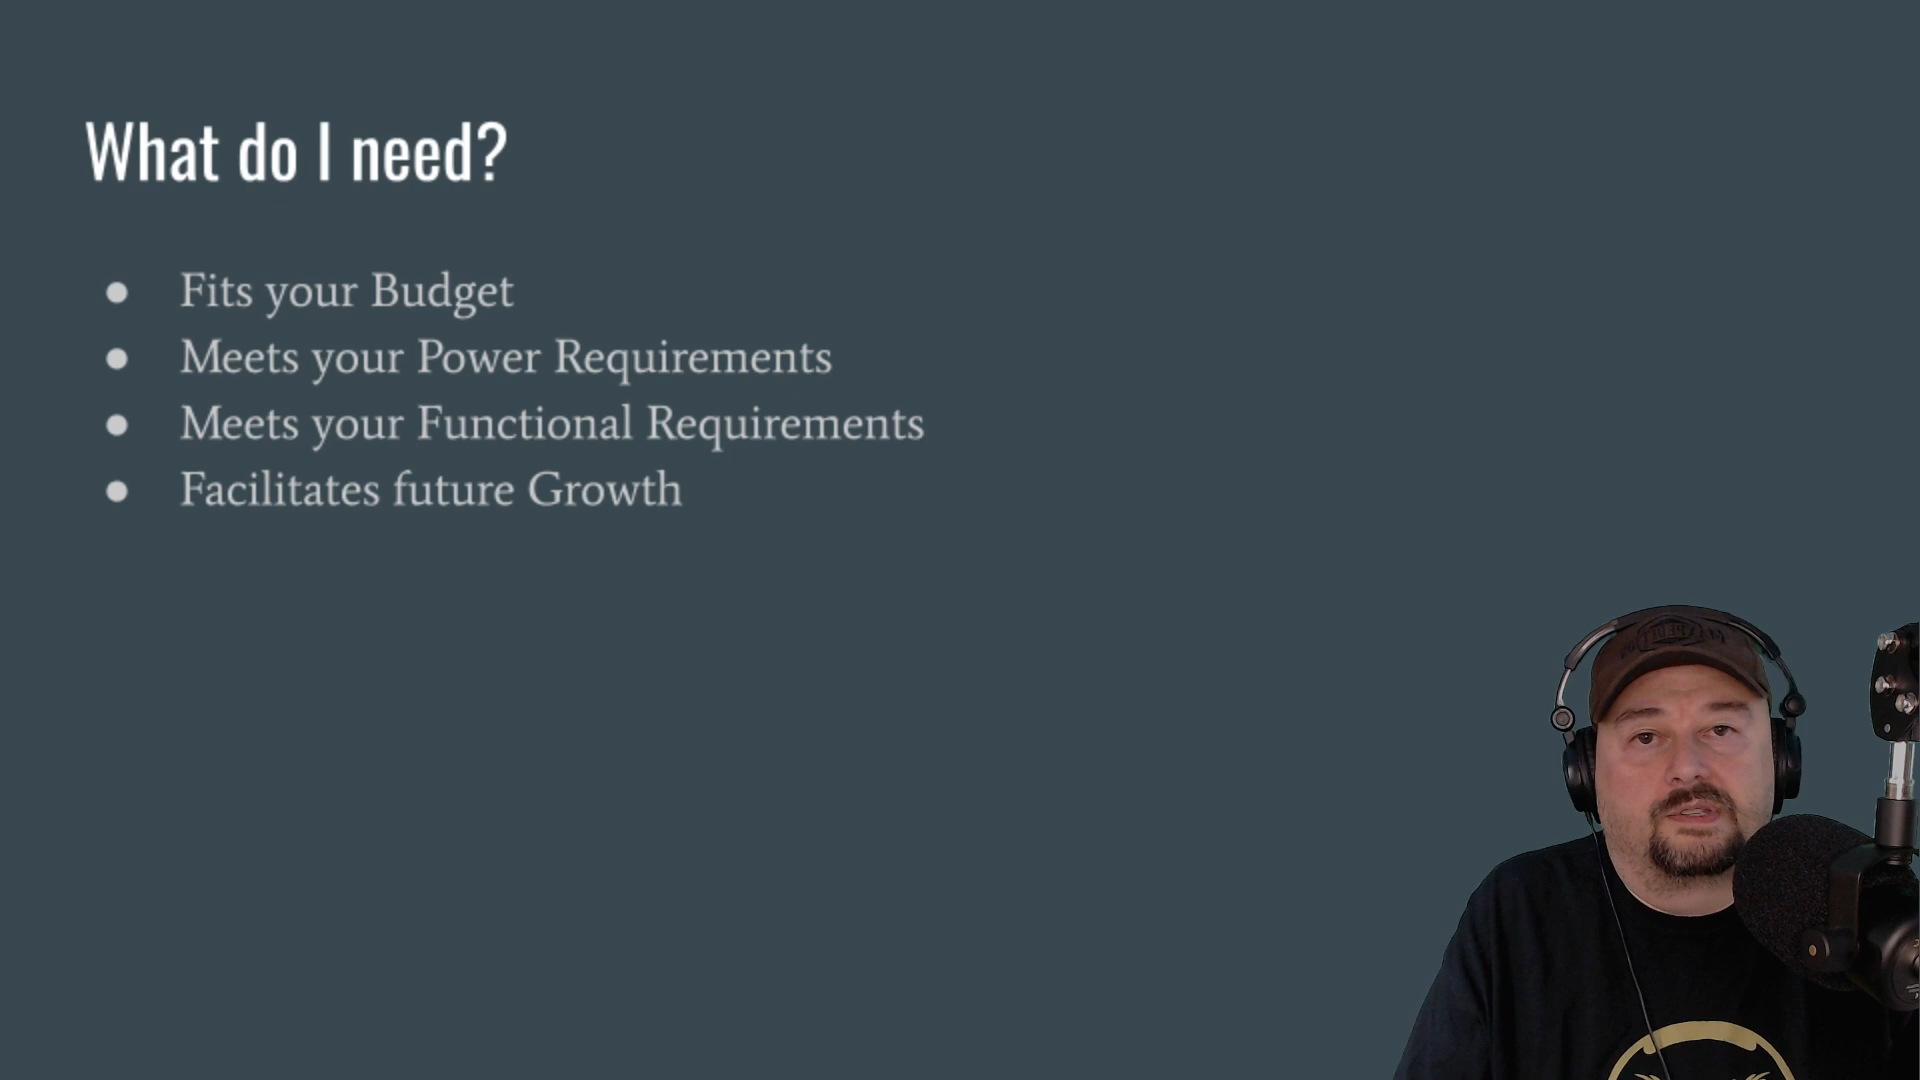 What do I need?
● Fits your Budget
● Meets your Power Requirements
● Meets your Functional Requirements
● Facilitates future Growth